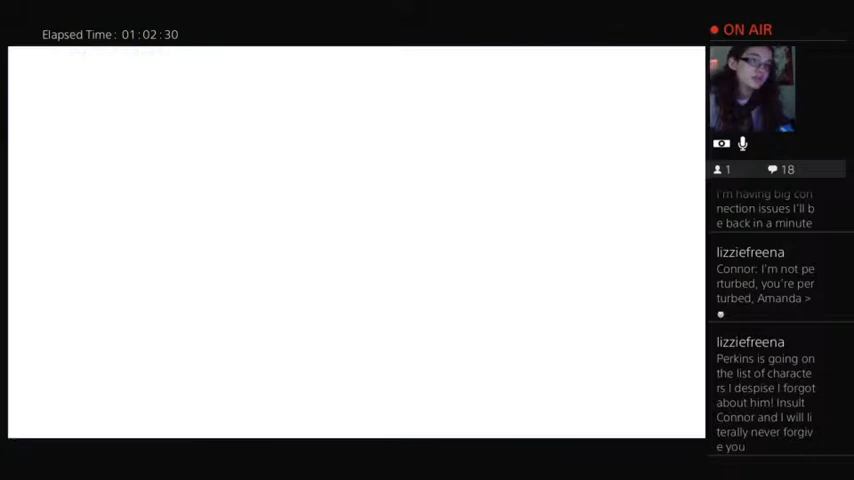 Elapsed Time: 01:02:30
ON AIR
1 18
I'm having big con
nection issues I'll b
e back in a minute
lizziefreena
Connor: I'm not pe
rturbed, you're per
turbed, Amanda >
lizziefreena
Perkins is going on
the list of characte
rs I despise I forgot
about him! Insult
Connor and I will li
terally never forgiv
e you